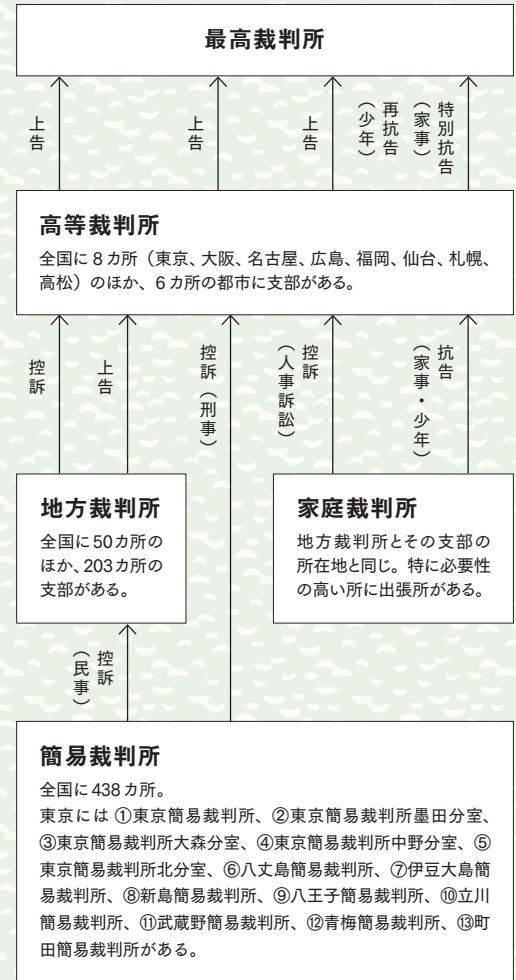 最高裁判所
上告
上告
上告
再抗告
（少年）
特別抗告
（家事）
高等裁判所
全国に8カ所（東京、大阪、名古屋、広島、福岡、仙台、札幌、
高松）のほか、6カ所の都市に支部がある。
控訴
上告
控訴（刑事）
控訴
（人事訴訟）
抗告
（家事・少年）
地方裁判所
全国に50カ所の
ほか、203カ所の
支部がある。
家庭裁判所
地方裁判所とその支部の
所在地と同じ。特に必要性
の高い所に出張所がある。
控訴
（民事）
簡易裁判所
全国に438カ所。
東京には ①東京簡易裁判所、②東京簡易裁判所墨田分室、
③東京簡易裁判所大森分室、④東京簡易裁判所中野分室、⑤
東京簡易裁判所北分室、⑥八丈島簡易裁判所、⑦伊豆大島簡
易裁判所、⑧新島簡易裁判所、⑨八王子簡易裁判所、⑩立川
簡易裁判所、⑪武蔵野簡易裁判所、⑫青梅簡易裁判所、⑬町
田簡易裁判所がある。